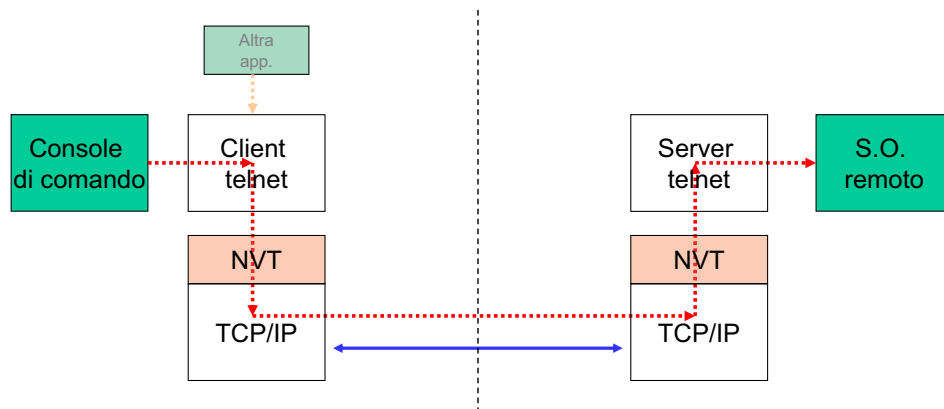 Altra
app.
Console
di comando
Client
telnet
Server
telnet
S.O.
remoto
NVT
NVT
TCP/IP
TCP/IP